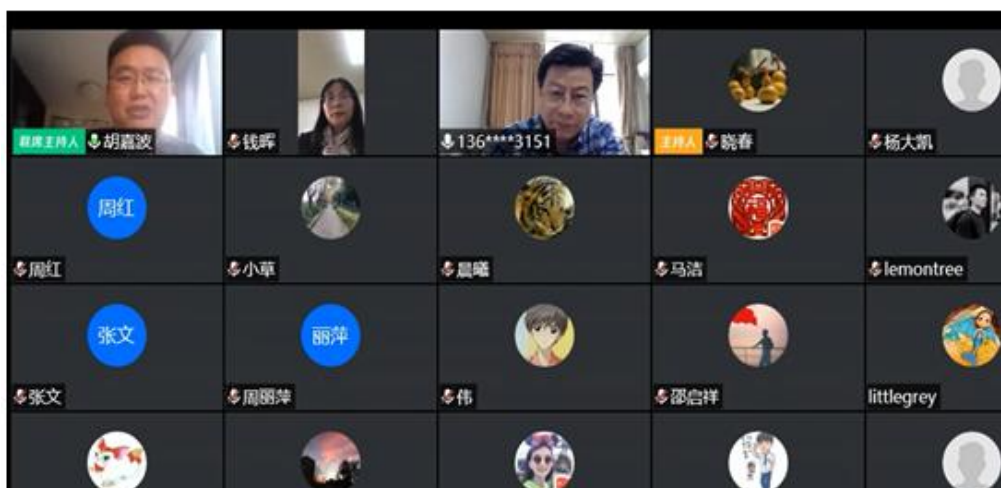 联席主持人 胡嘉波
钱晖
136****3151
主持人 晓春
杨大凯
周红
周红
小草
晨曦
马洁
lemontree
张文
丽萍
张文
周丽萍
伟
邵启祥
littlegrey